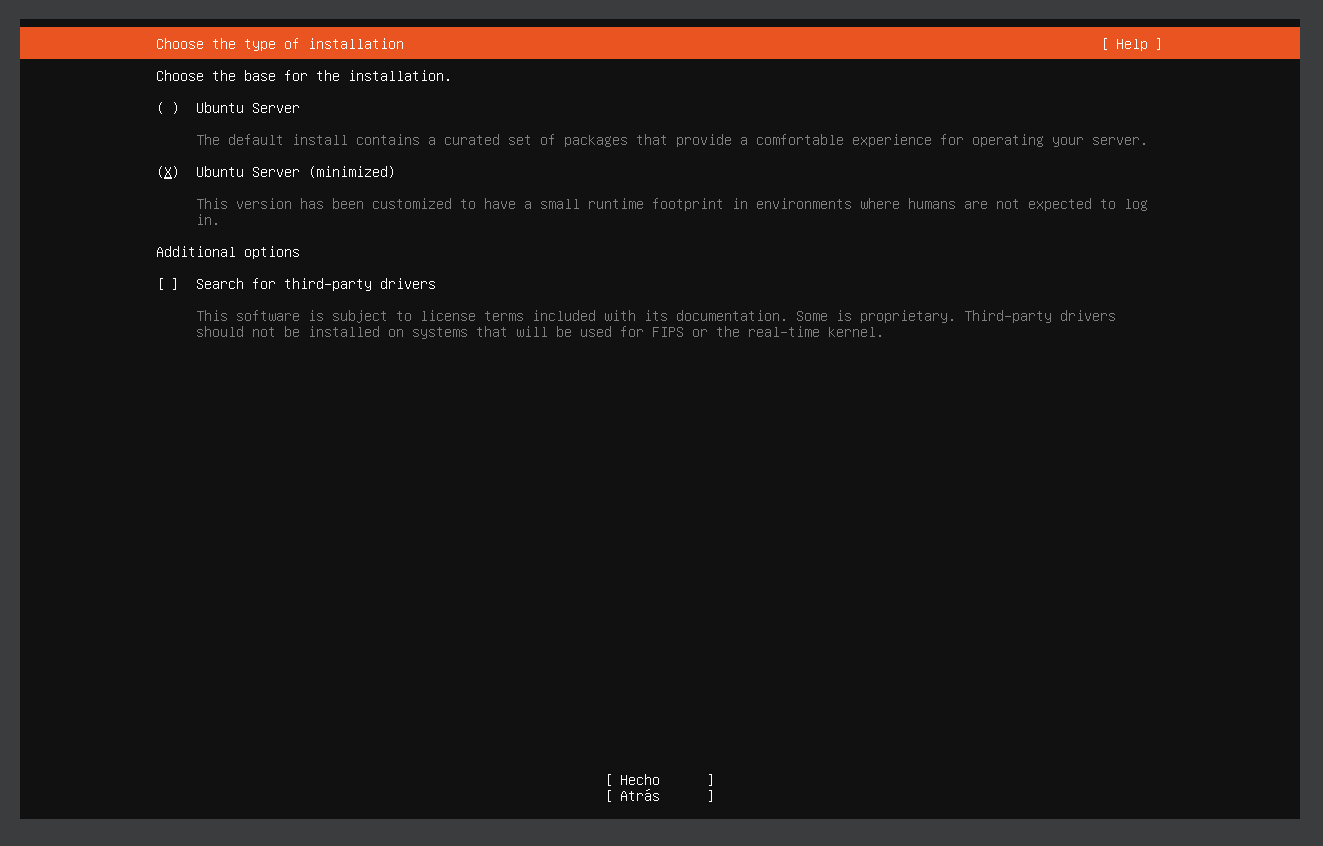 Choose the type of installation [ Help ]
Choose the base for the installation.
( ) Ubuntu Server
The default install contains a curated set of packages that provide a comfortable experience for operating your server.
(X) Ubuntu Server (minimized)
This version has been customized to have a small runtime footprint in environments where humans are not expected to log
in.
Additional options
[ ] Search for third-party drivers
This software is subject to license terms included with its documentation. Some is proprietary. Third-party drivers
should not be installed on systems that will be used for FIPS or the real-time kernel.
[ Hecho ]
[ Atrás ]